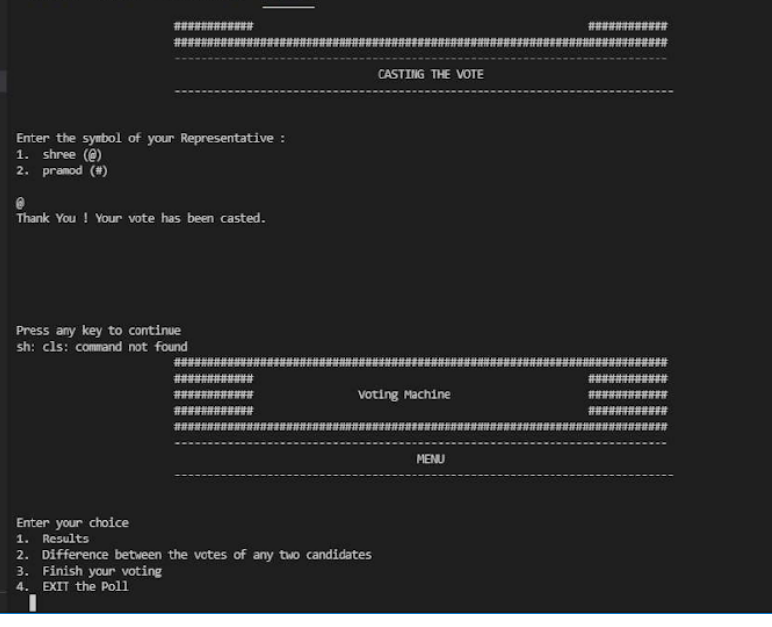 ############ ############
###########################################################################
---------------------------------------------------------------------------
CASTING THE VOTE
----------------------------------------------------------------------------
Enter the symbol of your Representative :
1. shree (@)
2. pramod (#)
@
Thank You ! Your vote has been casted.
Press any key to continue
sh: cls: command not found
###########################################################################
############ ############
############ Voting Machine ############
############ ############
###########################################################################
---------------------------------------------------------------------------
MENU
----------------------------------------------------------------------------
Enter your choice
1. Results
2. Difference between the votes of any two candidates
3. Finish your voting
4. EXIT the Poll